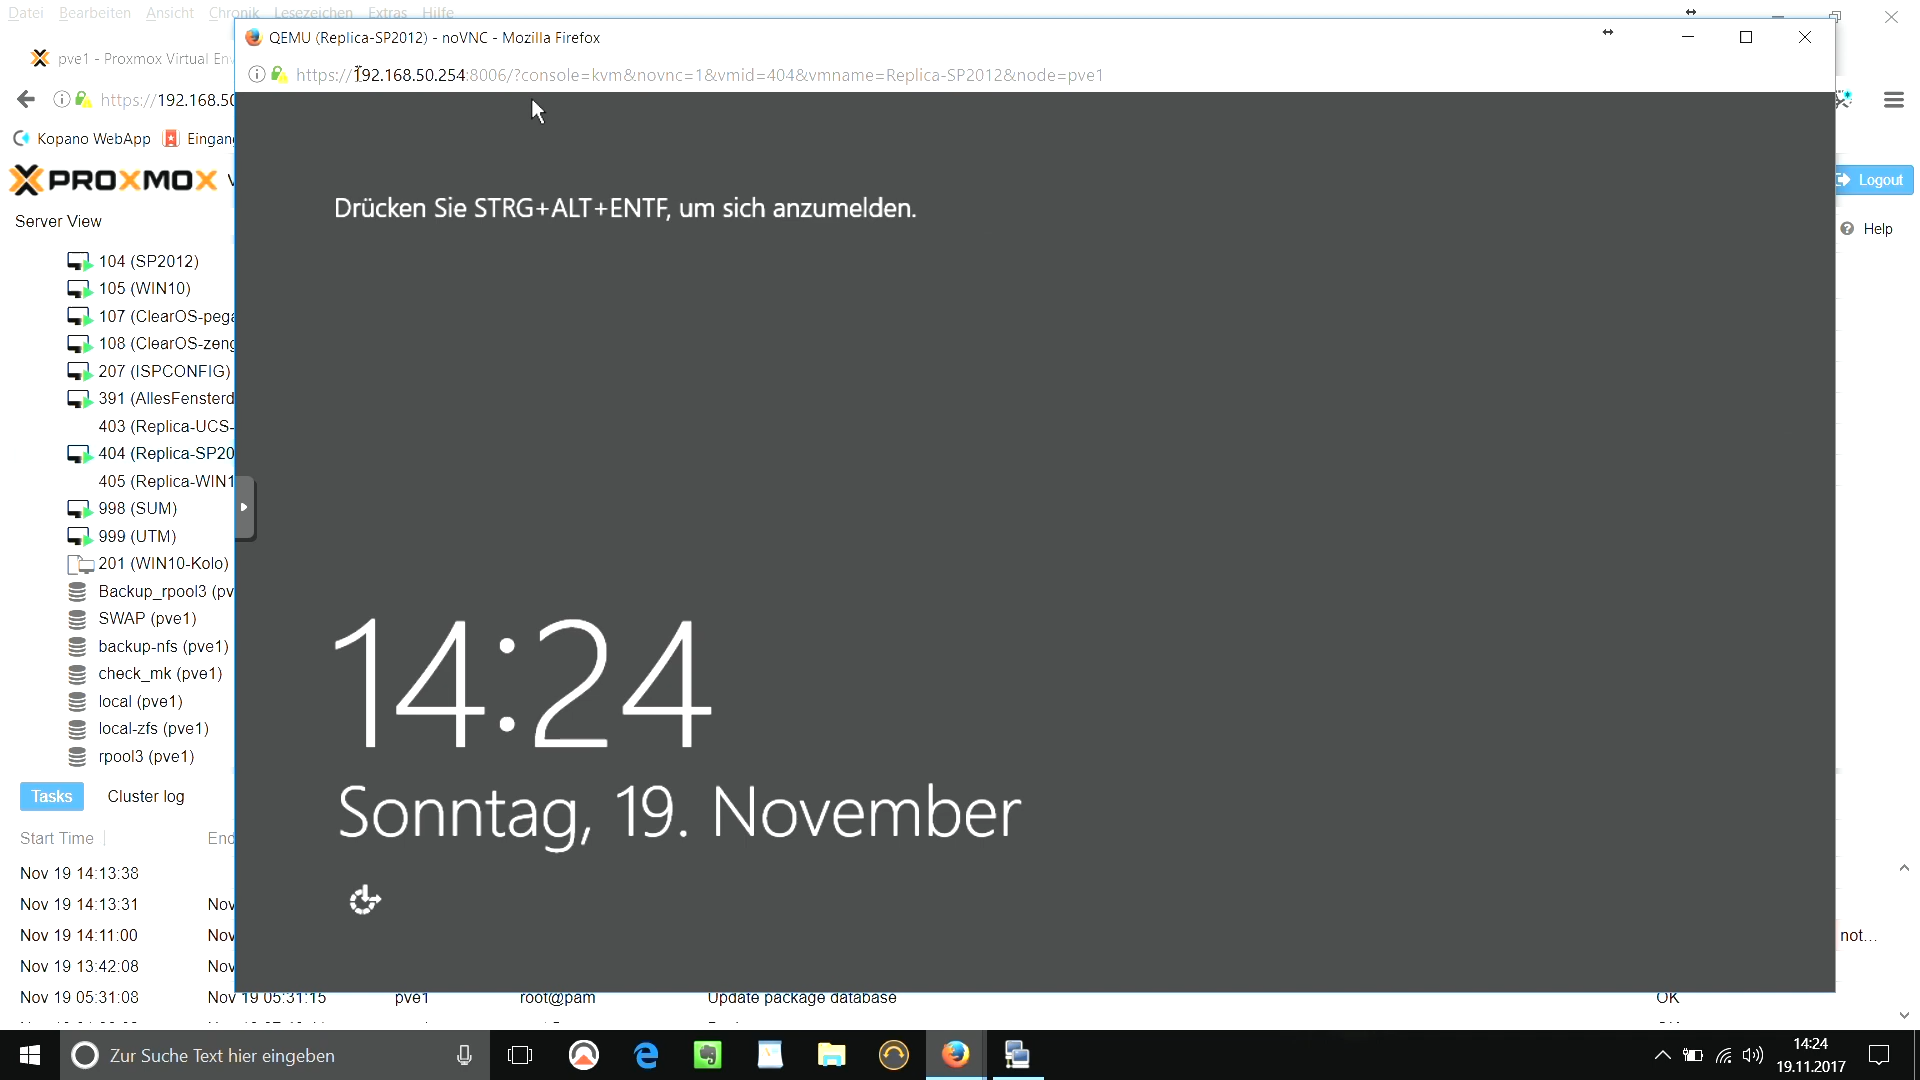 Datei Bearbeiten Ansicht Chronik Lesezeichen Extras Hilfe
QEMU (Replica-SP2012) - noVNC - Mozilla Firefox
pve1 - Proxmox Virtual En
https://192.168.50.254:8006/?console=kvm&novnc=1&vmid=404&vmname=Replica-SP2012&node=pve1
https://192.168.50
Kopano WebApp Eingan
PROXMOX
Logout
Server View
Help
Drücken Sie STRG+ALT+ENTF, um sich anzumelden.
104 (SP2012)
105 (WIN10)
107 (ClearOS-pega
108 (ClearOS-zeng
207 (ISPCONFIG)
391 (AllesFensterd
403 (Replica-UCS-
404 (Replica-SP20
405 (Replica-WIN1
998 (SUM)
999 (UTM)
201 (WIN10-Kolo)
Backup_rpool3 (pv
SWAP (pve1)
backup-nfs (pve1)
check_mk (pve1)
local (pve1)
local-zfs (pve1)
rpool3 (pve1)
14:24
Sonntag, 19. November
Tasks Cluster log
Start Time End
Nov 19 14:13:38
Nov 19 14:13:31 Nov
Nov 19 14:11:00 Nov not...
Nov 19 13:42:08 Nov
Nov 19 05:31:08 Nov 19 05:31:15 pve1 root@pam Update package database OK
Zur Suche Text hier eingeben
14:24
19.11.2017